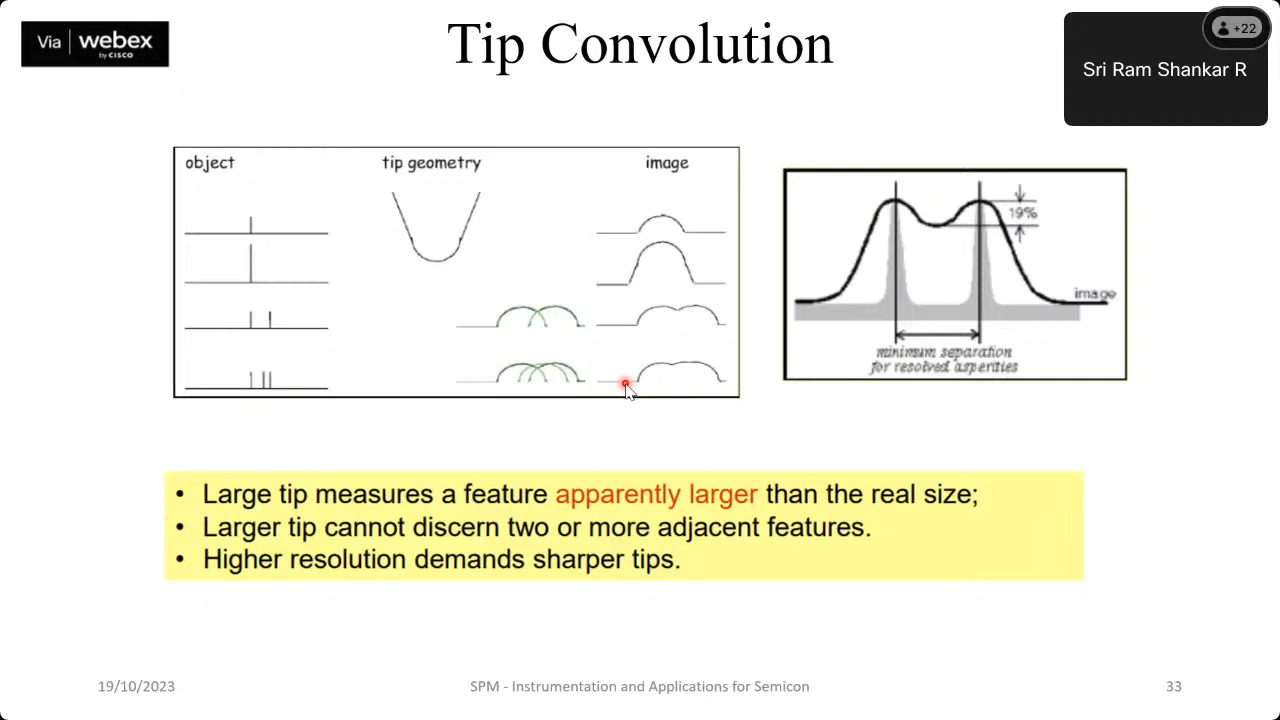 Via webex
by CISCO
Tip Convolution
+22
Sri Ram Shankar R
object
tip geometry
image
19%
image
minimum separation
for resolved asperities
• Large tip measures a feature apparently larger than the real size;
• Larger tip cannot discern two or more adjacent features.
• Higher resolution demands sharper tips.
19/10/2023
SPM - Instrumentation and Applications for Semicon
33